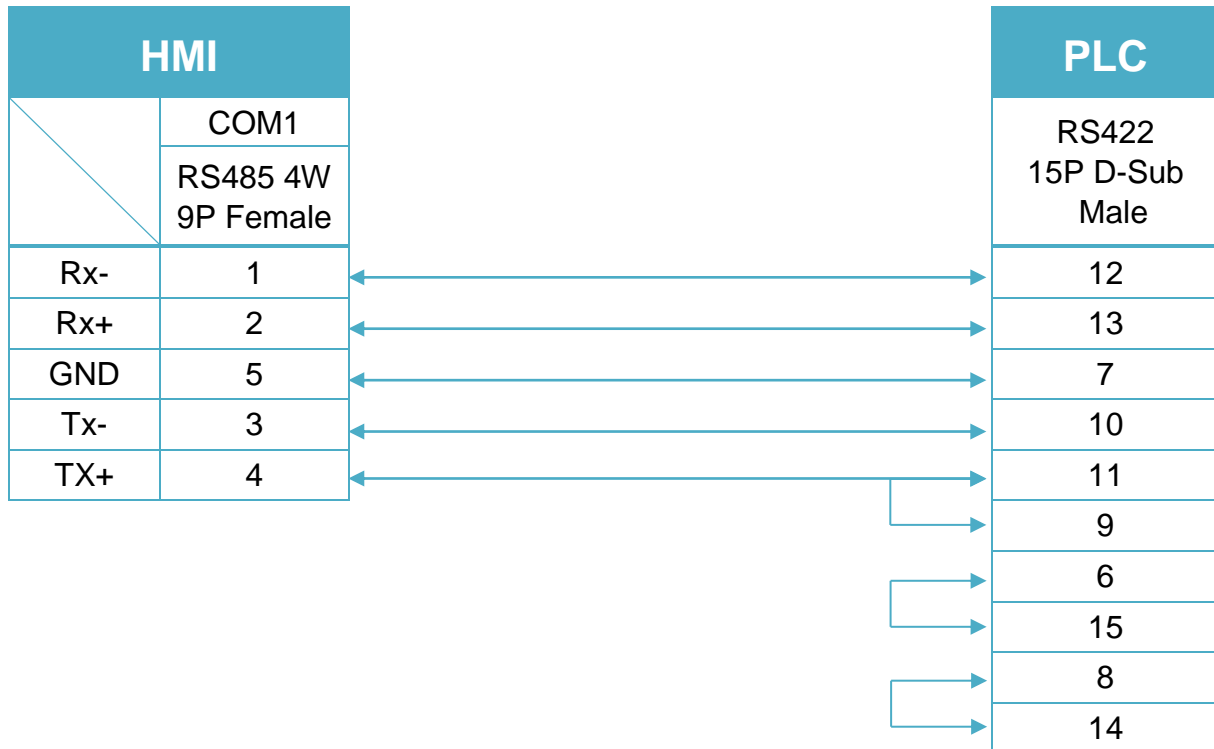 HMI PLC
COM1
RS485 4W
9P Female
RS422
15P D-Sub
Male
Rx- 1 12
Rx+ 2 13
GND 5 7
Tx- 3 10
TX+ 4 11
9
6
15
8
14